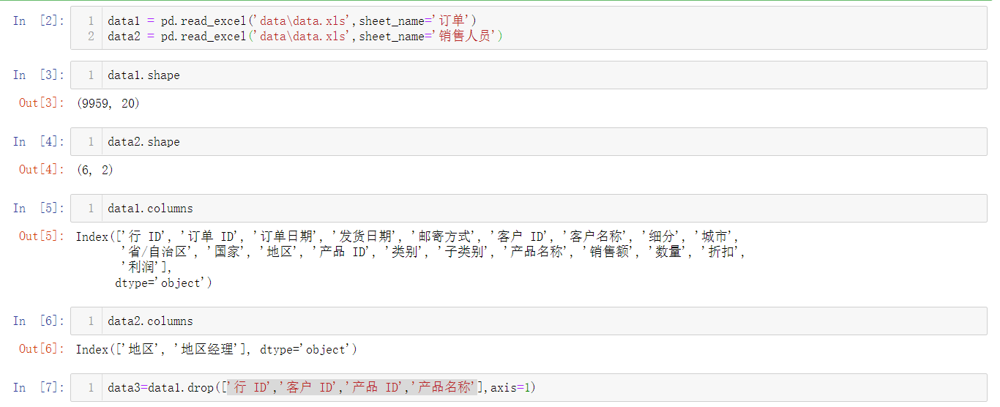 In [2]: 1 data1 = pd.read_excel('data\data.xls',sheet_name='订单')
2 data2 = pd.read_excel('data\data.xls',sheet_name='销售人员')
In [3]: 1 data1.shape
Out[3]: (9959, 20)
In [4]: 1 data2.shape
Out[4]: (6, 2)
In [5]: 1 data1.columns
Out[5]: Index(['行 ID', '订单 ID', '订单日期', '发货日期', '邮寄方式', '客户 ID', '客户名称', '细分', '城市',
'省/自治区', '国家', '地区', '产品 ID', '类别', '子类别', '产品名称', '销售额', '数量', '折扣',
'利润'],
dtype='object')
In [6]: 1 data2.columns
Out[6]: Index(['地区', '地区经理'], dtype='object')
In [7]: 1 data3=data1.drop(['行 ID','客户 ID','产品 ID','产品名称'],axis=1)